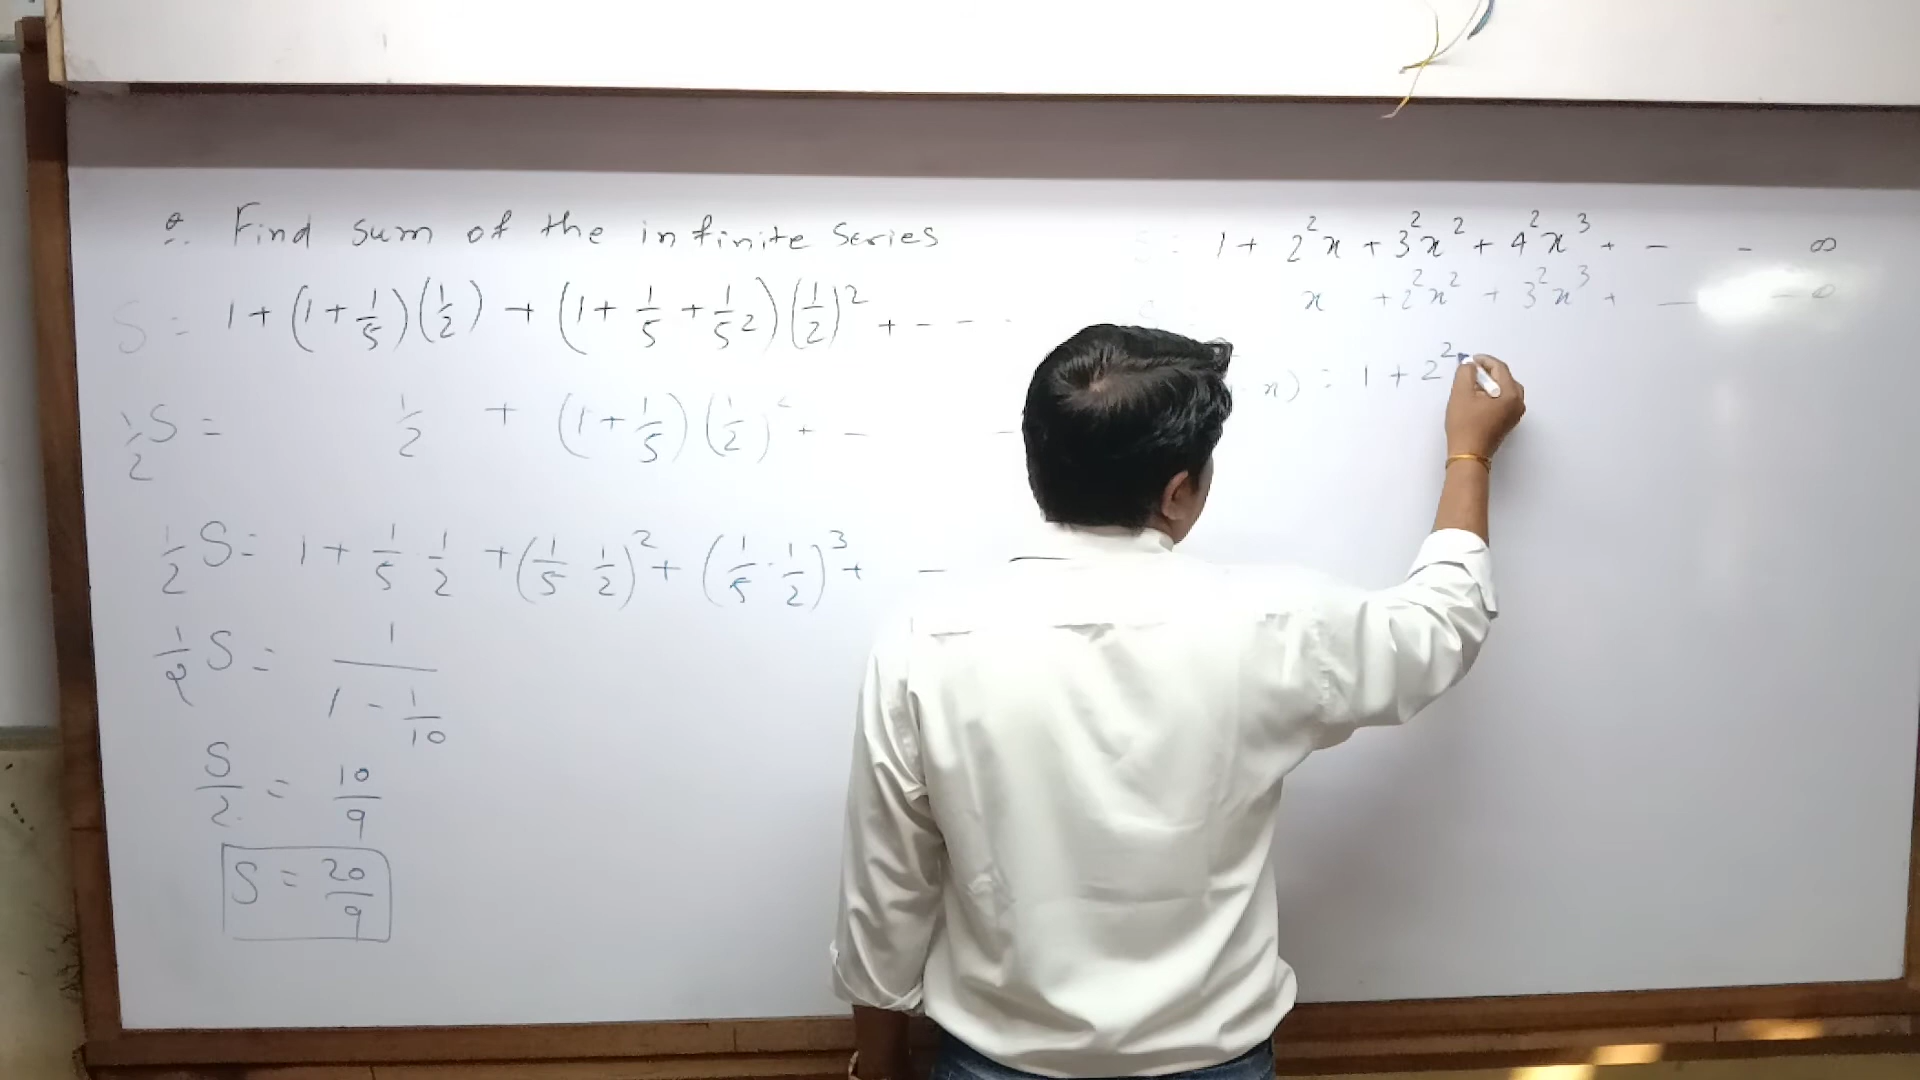 Q. Find sum of the infinite series
S = 1 + (1 + 1/5)(1/2) + (1 + 1/5 + 1/5²)(1/2)² + - - -
1/2 S = 1/2 + (1 + 1/5)(1/2)² + - -
1/2 S = 1 + 1/5 · 1/2 + (1/5 · 1/2)² + (1/5 · 1/2)³ + -
1/2 S = 1/(1 - 1/10)
S/2 = 10/9
S = 20/9
S = 1 + 2²x + 3²x² + 4²x³ + - - ∞
x + 2²x² + 3²x³ + - - ∞
x) = 1 + 2²